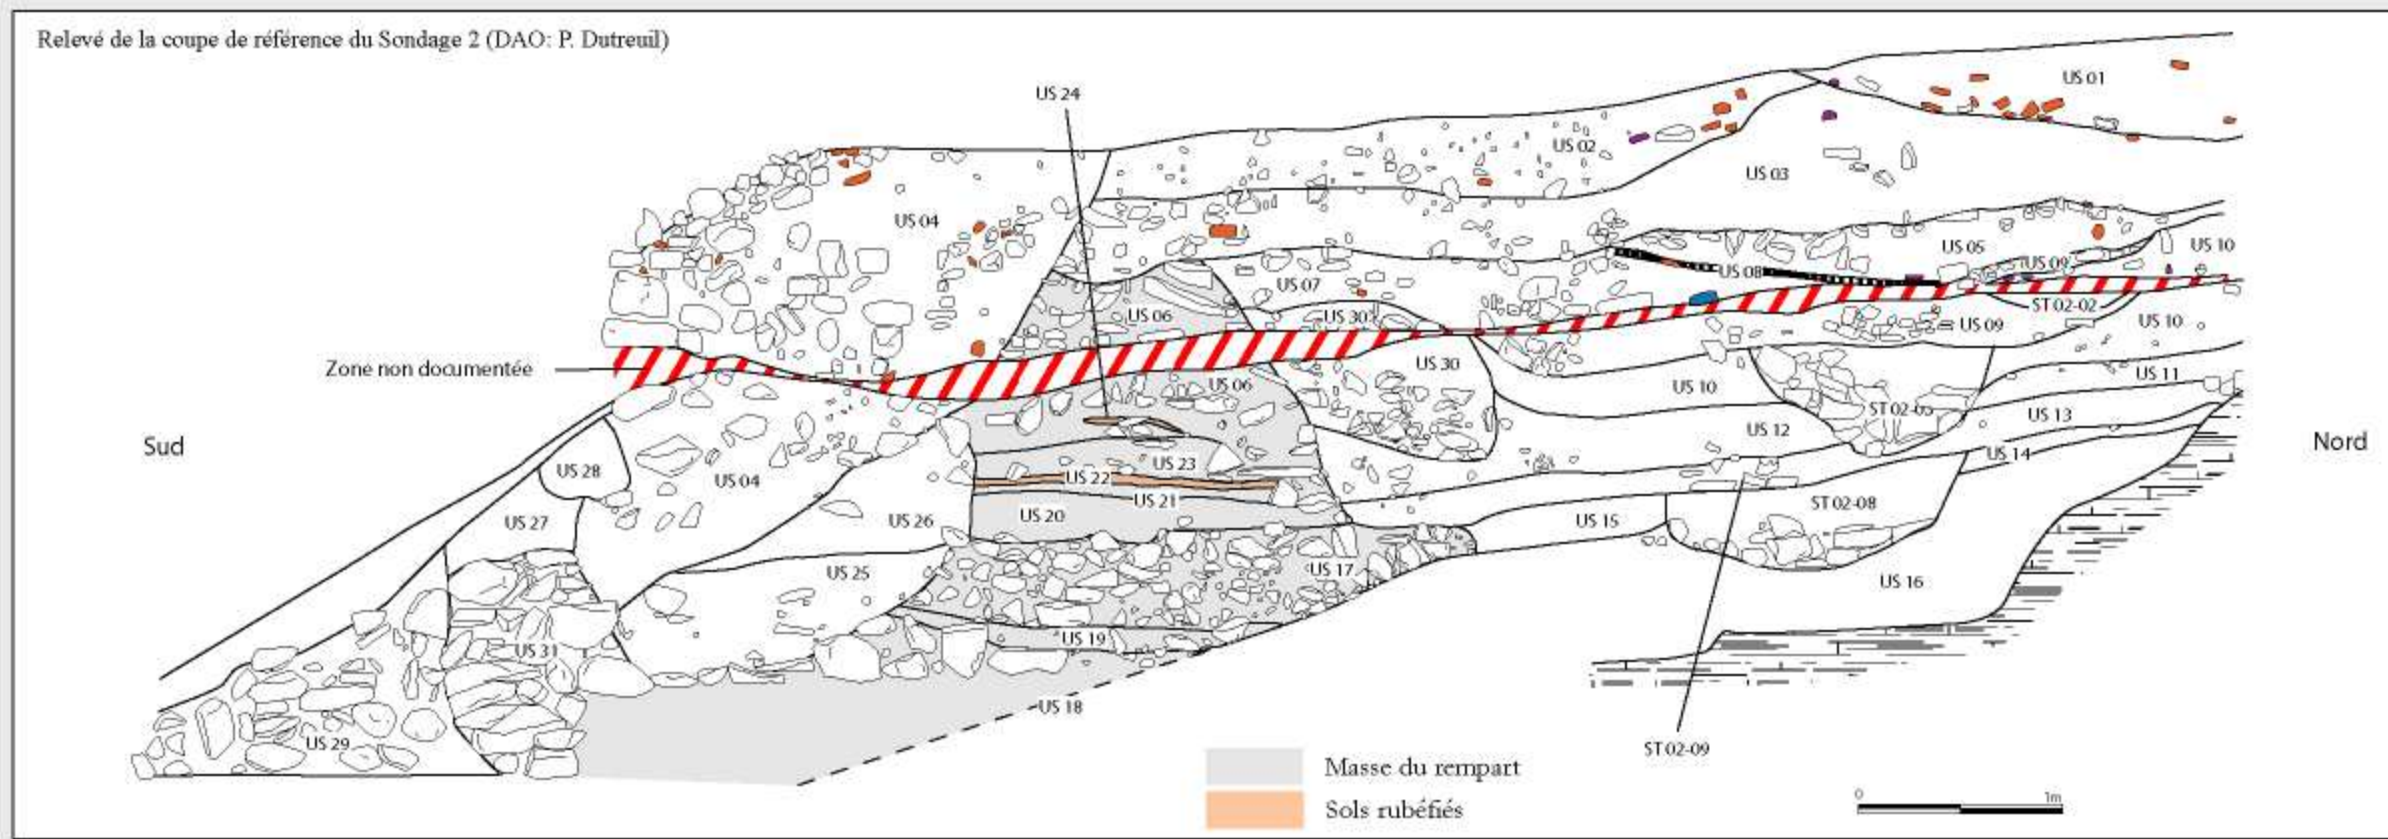 Relevé de la coupe de référence du Sondage 2 (DAO: P. Dutreuil)
US 24
US 01
US 02
US 03
US 04
US 05
US 10
US 09
US 08
US 07
US 06
US 30
ST 02-02
US 09
US 10
Zone non documentée
US 30
US 06
US 10
US 11
Sud
US 28
US 04
US 23
US 22
US 21
US 12
US 13
US 14
Nord
US 27
US 26
US 20
US 15
ST 02-08
US 25
US 17
US 16
US 31
US 19
US 18
US 29
ST 02-09
Masse du rempart
Sols rubéfiés
0 1m